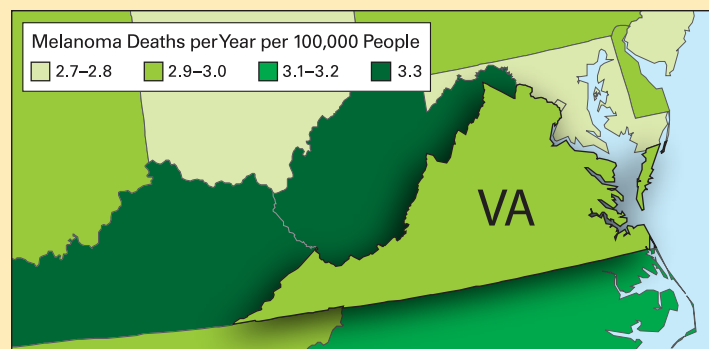 Melanoma Deaths per Year per 100,000 People
2.7–2.8 2.9–3.0 3.1–3.2 3.3
VA